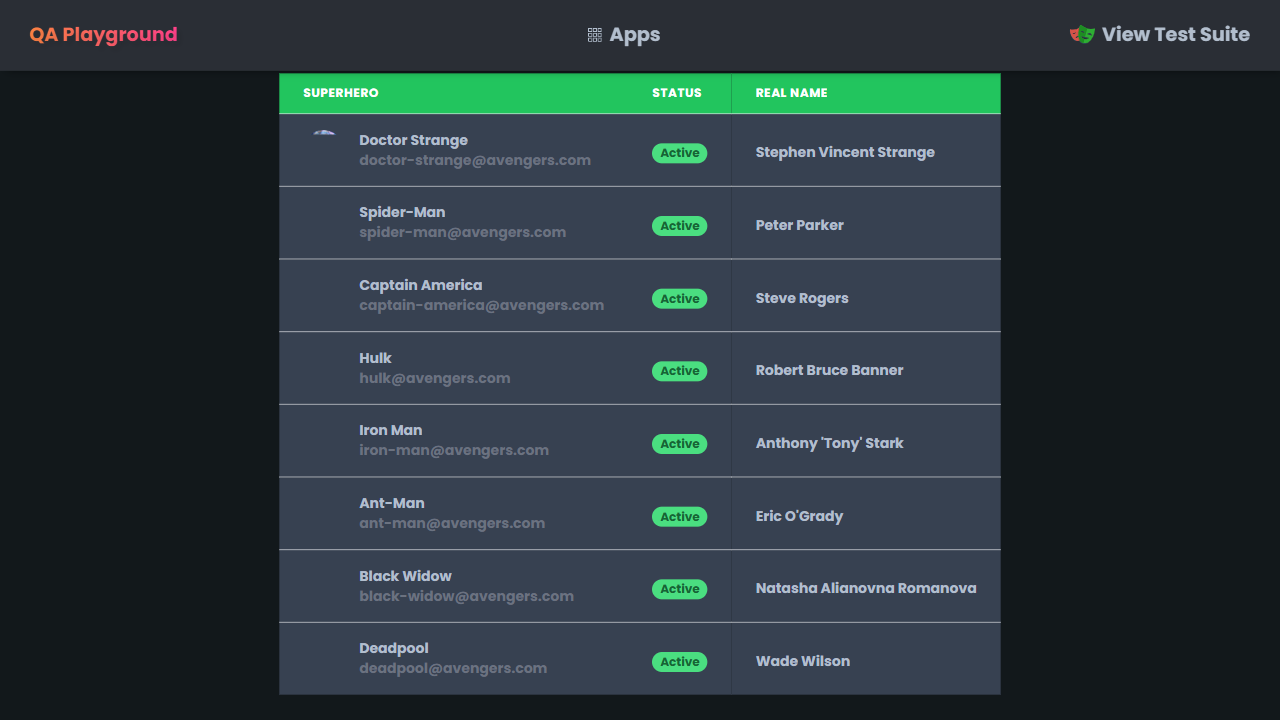 QA Playground
Apps
View Test Suite
SUPERHERO STATUS REAL NAME
Doctor Strange
doctor-strange@avengers.com
Active
Stephen Vincent Strange
Spider-Man
spider-man@avengers.com
Active
Peter Parker
Captain America
captain-america@avengers.com
Active
Steve Rogers
Hulk
hulk@avengers.com
Active
Robert Bruce Banner
Iron Man
iron-man@avengers.com
Active
Anthony 'Tony' Stark
Ant-Man
ant-man@avengers.com
Active
Eric O'Grady
Black Widow
black-widow@avengers.com
Active
Natasha Alianovna Romanova
Deadpool
deadpool@avengers.com
Active
Wade Wilson